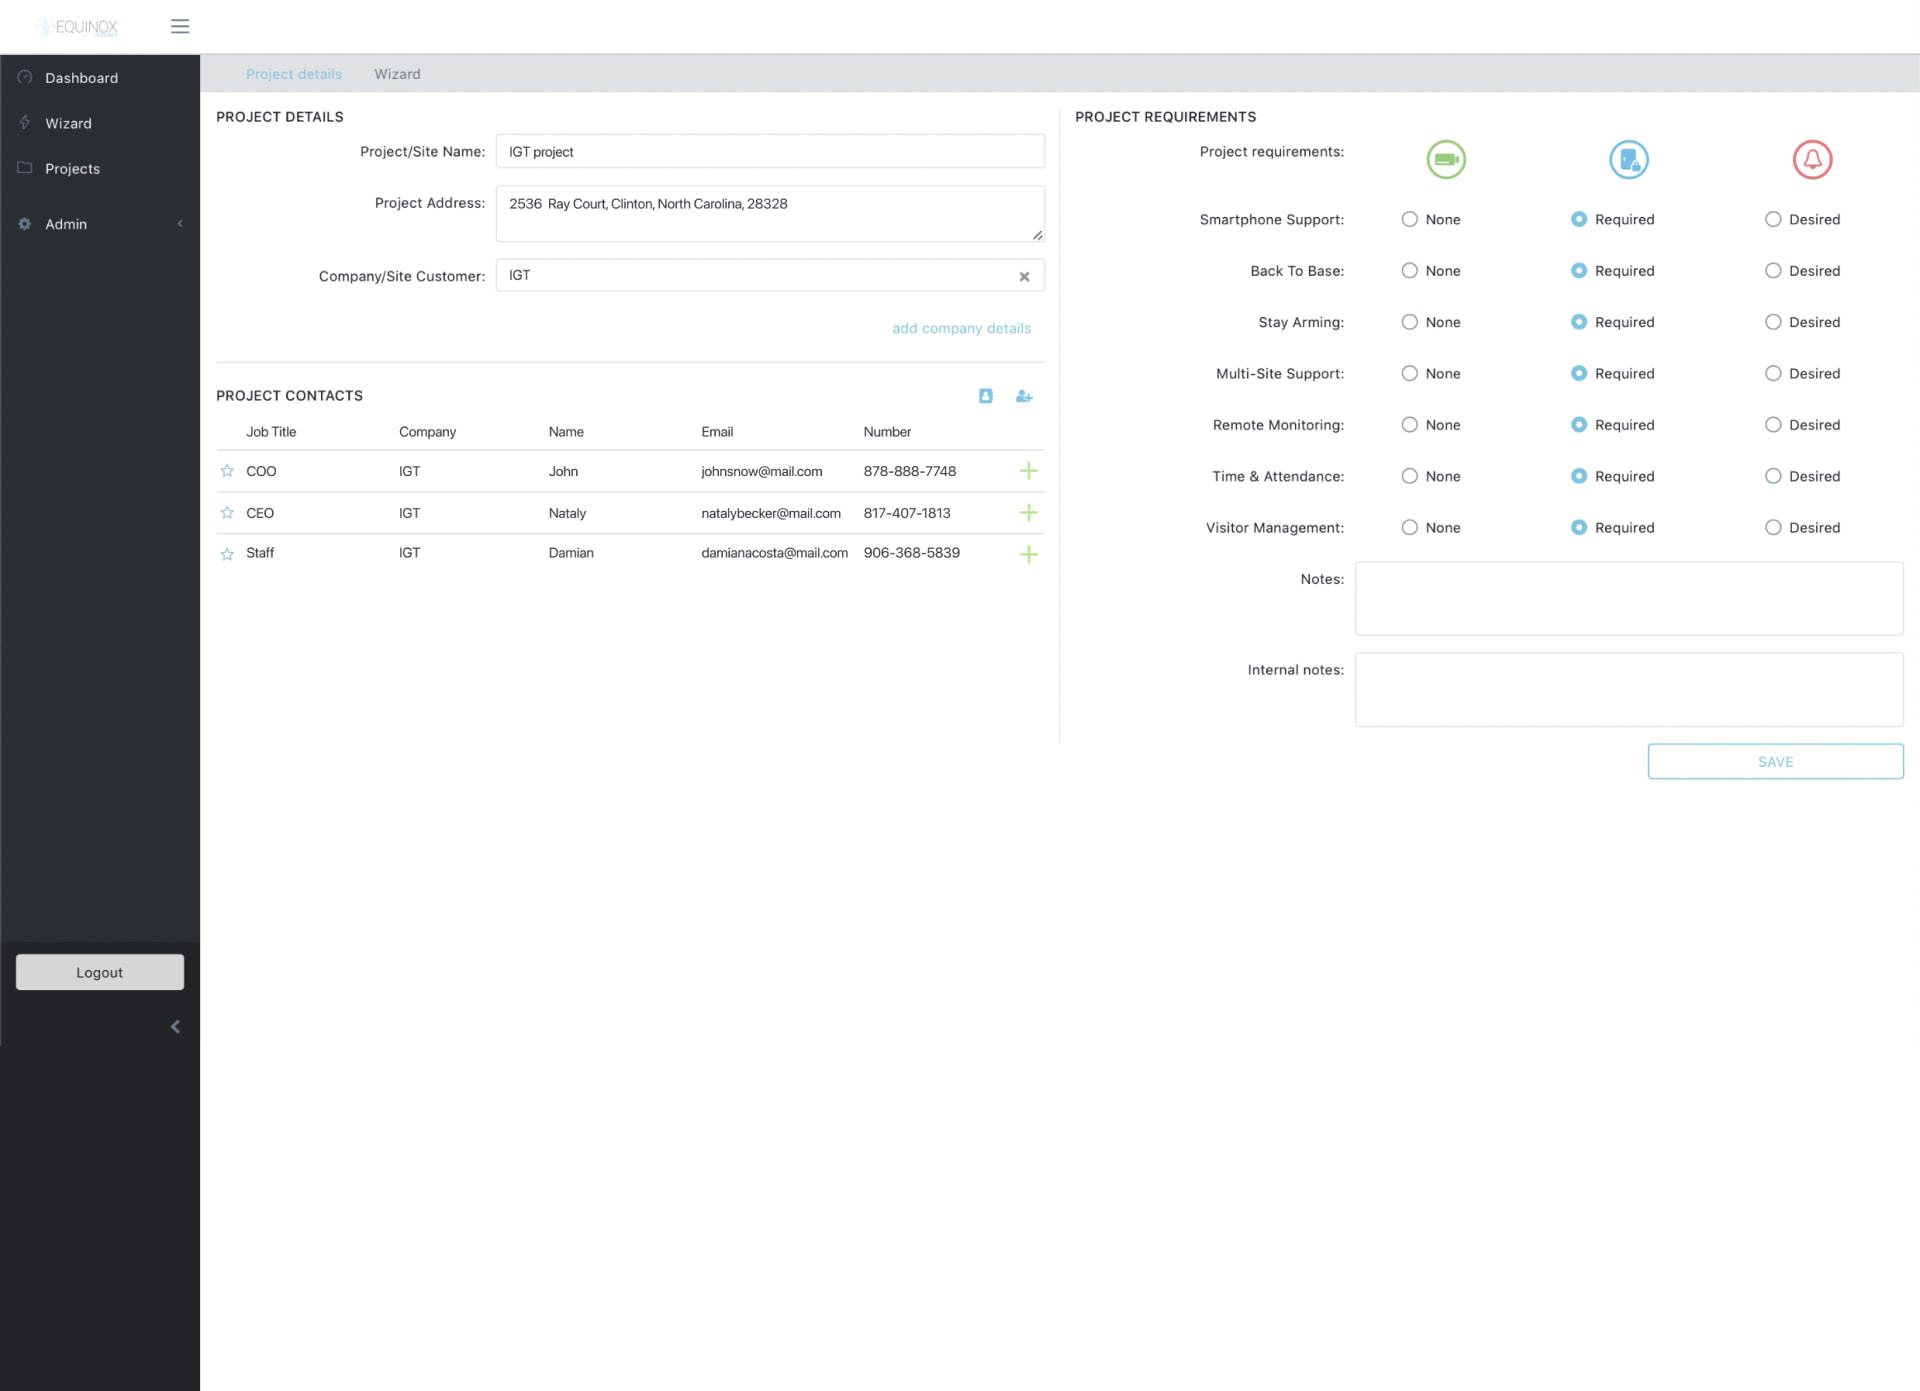 EQUINOX
Dashboard
Wizard
Projects
Admin
Logout
Project details
Wizard
PROJECT DETAILS
Project/Site Name:
IGT project
Project Address:
2536 Ray Court, Clinton, North Carolina, 28328
Company/Site Customer:
IGT
add company details
PROJECT CONTACTS
Job Title Company Name Email Number
COO IGT John johnsnow@mail.com 878-888-7748
CEO IGT Nataly natalybecker@mail.com 817-407-1813
Staff IGT Damian damianacosta@mail.com 906-368-5839
PROJECT REQUIREMENTS
Project requirements:
Smartphone Support: None Required Desired
Back To Base: None Required Desired
Stay Arming: None Required Desired
Multi-Site Support: None Required Desired
Remote Monitoring: None Required Desired
Time & Attendance: None Required Desired
Visitor Management: None Required Desired
Notes:
Internal notes:
SAVE